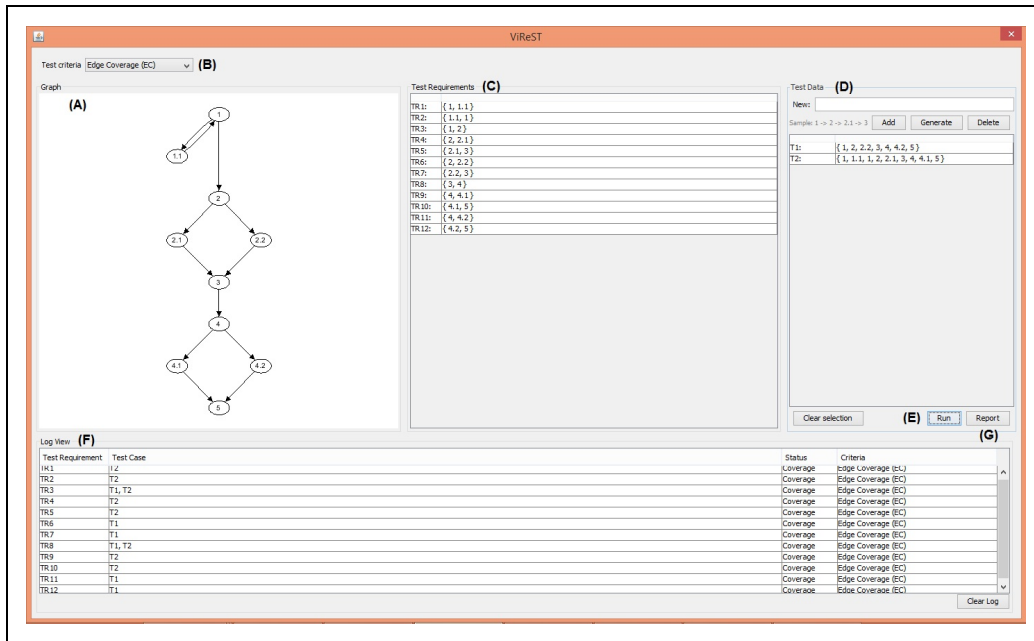 ViReST
Test criteria Edge Coverage (EC) (B)
Graph
(A)
1
1.1
2
2.1 2.2
3
4
4.1 4.2
5
Test Requirements (C)
TR1: { 1, 1.1 }
TR2: { 1.1, 1 }
TR3: { 1, 2 }
TR4: { 2, 2.1 }
TR5: { 2.1, 3 }
TR6: { 2, 2.2 }
TR7: { 2.2, 3 }
TR8: { 3, 4 }
TR9: { 4, 4.1 }
TR10: { 4.1, 5 }
TR11: { 4, 4.2 }
TR12: { 4.2, 5 }
Test Data (D)
New:
Sample: 1 -> 2 -> 2.1 -> 3 Add Generate Delete
T1: { 1, 2, 2.2, 3, 4, 4.2, 5 }
T2: { 1, 1.1, 1, 2, 2.1, 3, 4, 4.1, 5 }
Clear selection (E) Run Report
(G)
Log View (F)
Test Requirement Test Case Status Criteria
TR1 T2 Coverage Edge Coverage (EC)
TR2 T2 Coverage Edge Coverage (EC)
TR3 T1, T2 Coverage Edge Coverage (EC)
TR4 T2 Coverage Edge Coverage (EC)
TR5 T2 Coverage Edge Coverage (EC)
TR6 T1 Coverage Edge Coverage (EC)
TR7 T1 Coverage Edge Coverage (EC)
TR8 T1, T2 Coverage Edge Coverage (EC)
TR9 T2 Coverage Edge Coverage (EC)
TR10 T2 Coverage Edge Coverage (EC)
TR11 T1 Coverage Edge Coverage (EC)
TR12 T1 Coverage Edge Coverage (EC)
Clear Log